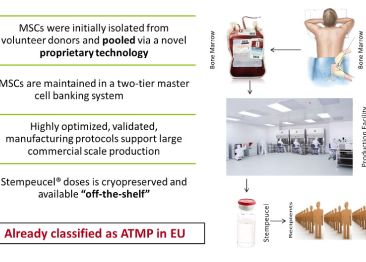 MSCs were initially isolated from
volunteer donors and pooled via a novel
proprietary technology
MSCs are maintained in a two-tier master
cell banking system
Highly optimized, validated,
manufacturing protocols support large
commercial scale production
Stempeucel® doses is cryopreserved and
available “off-the-shelf”
Already classified as ATMP in EU
Bone Marrow
Bone Marrow
Production Facility
Stempeucel
Recipients